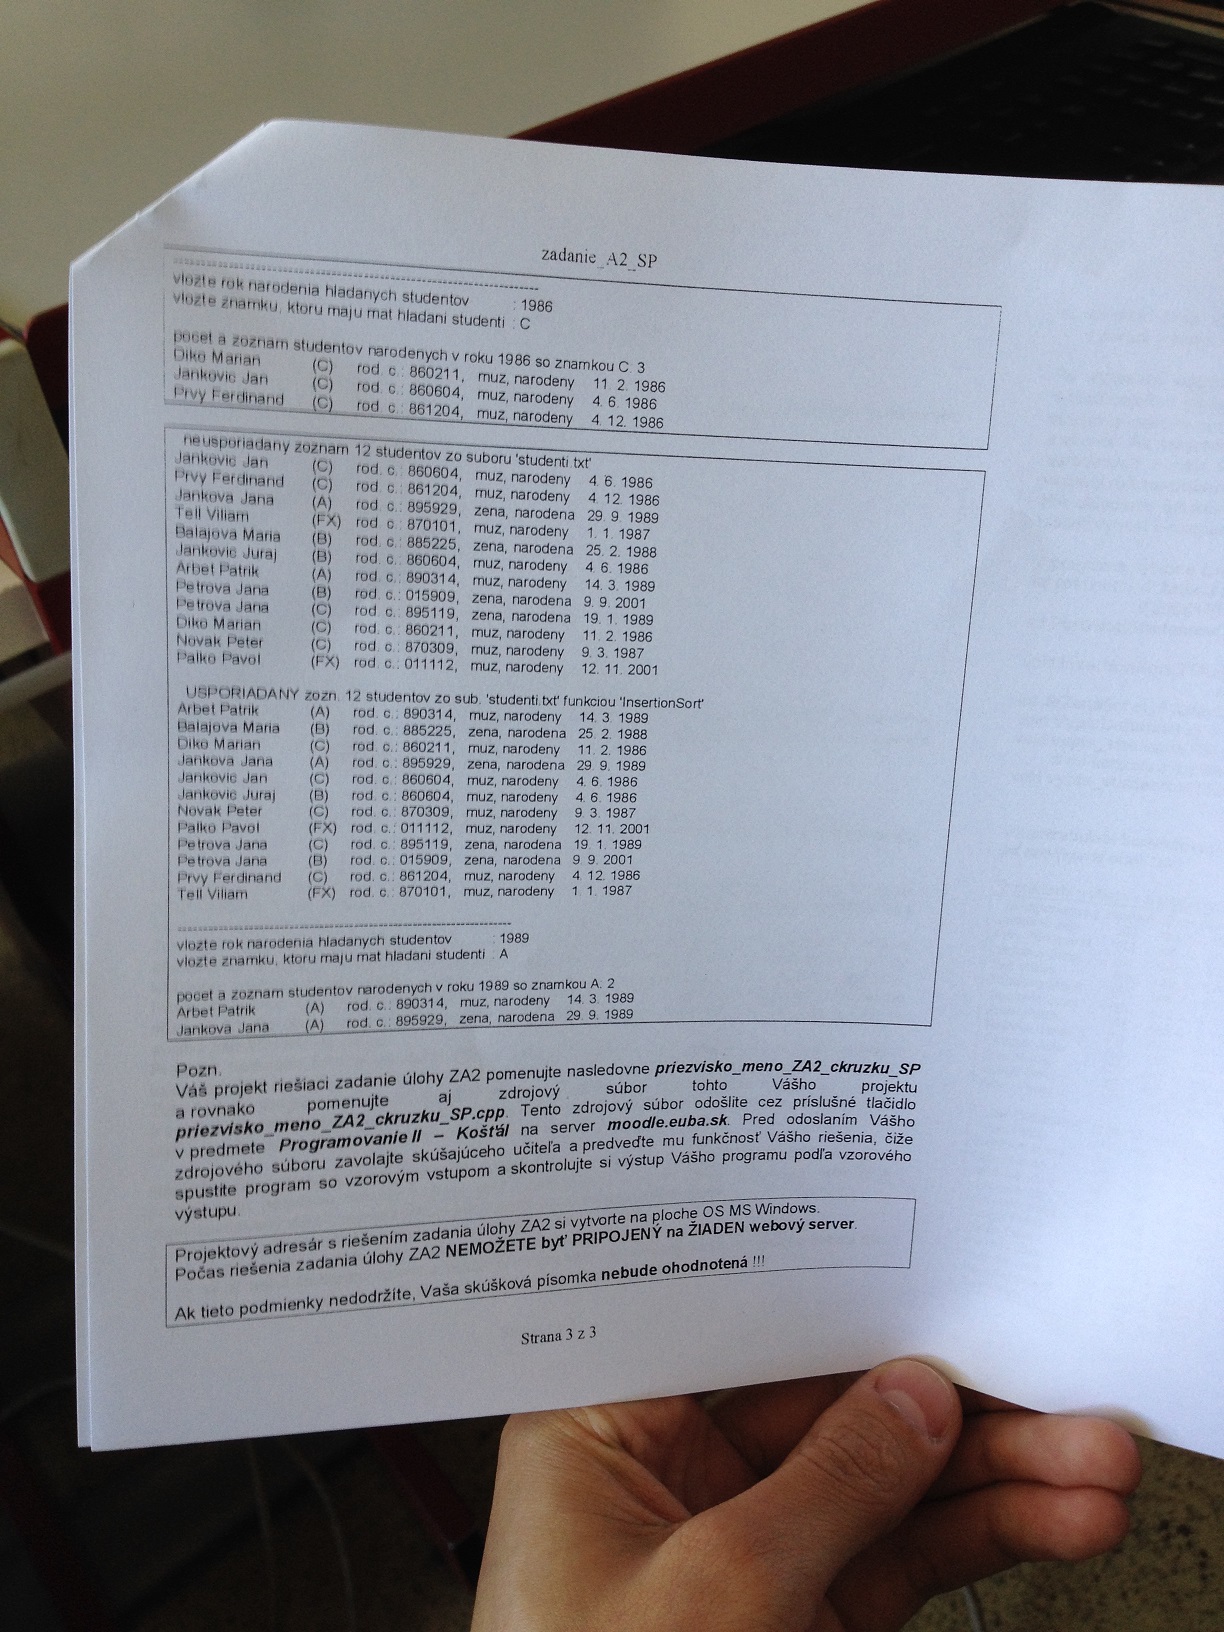 zadanie_A2_SP
--------------------------------------------------------------
vlozte rok narodenia hladanych studentov : 1986
vlozte znamku, ktoru maju mat hladani studenti : C
pocet a zoznam studentov narodenych v roku 1986 so znamkou C: 3
Diko Marian (C) rod. c.: 860211, muz, narodeny 11. 2. 1986
Jankovic Jan (C) rod. c.: 860604, muz, narodeny 4. 6. 1986
Prvy Ferdinand (C) rod. c.: 861204, muz, narodeny 4. 12. 1986
neusporiadany zoznam 12 studentov zo suboru 'studenti.txt'
Jankovic Jan (C) rod. c.: 860604, muz, narodeny 4. 6. 1986
Prvy Ferdinand (C) rod. c.: 861204, muz, narodeny 4. 12. 1986
Jankova Jana (A) rod. c.: 895929, zena, narodena 29. 9. 1989
Tell Viliam (FX) rod. c.: 870101, muz, narodeny 1. 1. 1987
Balajova Maria (B) rod. c.: 885225, zena, narodena 25. 2. 1988
Jankovic Juraj (B) rod. c.: 860604, muz, narodeny 4. 6. 1986
Arbet Patrik (A) rod. c.: 890314, muz, narodeny 14. 3. 1989
Petrova Jana (B) rod. c.: 015909, zena, narodena 9. 9. 2001
Petrova Jana (C) rod. c.: 895119, zena, narodena 19. 1. 1989
Diko Marian (C) rod. c.: 860211, muz, narodeny 11. 2. 1986
Novak Peter (C) rod. c.: 870309, muz, narodeny 9. 3. 1987
Palko Pavol (FX) rod. c.: 011112, muz, narodeny 12. 11. 2001
USPORIADANY zozn. 12 studentov zo sub. 'studenti.txt' funkciou 'InsertionSort'
Arbet Patrik (A) rod. c.: 890314, muz, narodeny 14. 3. 1989
Balajova Maria (B) rod. c.: 885225, zena, narodena 25. 2. 1988
Diko Marian (C) rod. c.: 860211, muz, narodeny 11. 2. 1986
Jankova Jana (A) rod. c.: 895929, zena, narodena 29. 9. 1989
Jankovic Jan (C) rod. c.: 860604, muz, narodeny 4. 6. 1986
Jankovic Juraj (B) rod. c.: 860604, muz, narodeny 4. 6. 1986
Novak Peter (C) rod. c.: 870309, muz, narodeny 9. 3. 1987
Palko Pavol (FX) rod. c.: 011112, muz, narodeny 12. 11. 2001
Petrova Jana (C) rod. c.: 895119, zena, narodena 19. 1. 1989
Petrova Jana (B) rod. c.: 015909, zena, narodena 9. 9. 2001
Prvy Ferdinand (C) rod. c.: 861204, muz, narodeny 4. 12. 1986
Tell Viliam (FX) rod. c.: 870101, muz, narodeny 1. 1. 1987
--------------------------------------------------------------
vlozte rok narodenia hladanych studentov : 1989
vlozte znamku, ktoru maju mat hladani studenti : A
pocet a zoznam studentov narodenych v roku 1989 so znamkou A: 2
Arbet Patrik (A) rod. c.: 890314, muz, narodeny 14. 3. 1989
Jankova Jana (A) rod. c.: 895929, zena, narodena 29. 9. 1989
Pozn.
Váš projekt riešiaci zadanie úlohy ZA2 pomenujte nasledovne priezvisko_meno_ZA2_ckruzku_SP
a rovnako pomenujte aj zdrojový súbor tohto Vášho projektu
priezvisko_meno_ZA2_ckruzku_SP.cpp. Tento zdrojový súbor odošlite cez príslušné tlačidlo
v predmete Programovanie II – Košťál na server moodle.euba.sk. Pred odoslaním Vášho
zdrojového súboru zavolajte skúšajúceho učiteľa a predveďte mu funkčnosť Vášho riešenia, čiže
spustite program so vzorovým vstupom a skontrolujte si výstup Vášho programu podľa vzorového
výstupu.
Projektový adresár s riešením zadania úlohy ZA2 si vytvorte na ploche OS MS Windows.
Počas riešenia zadania úlohy ZA2 NEMOŽETE byť PRIPOJENÝ na ŽIADEN webový server.
Ak tieto podmienky nedodržíte, Vaša skúšková písomka nebude ohodnotená !!!
Strana 3 z 3